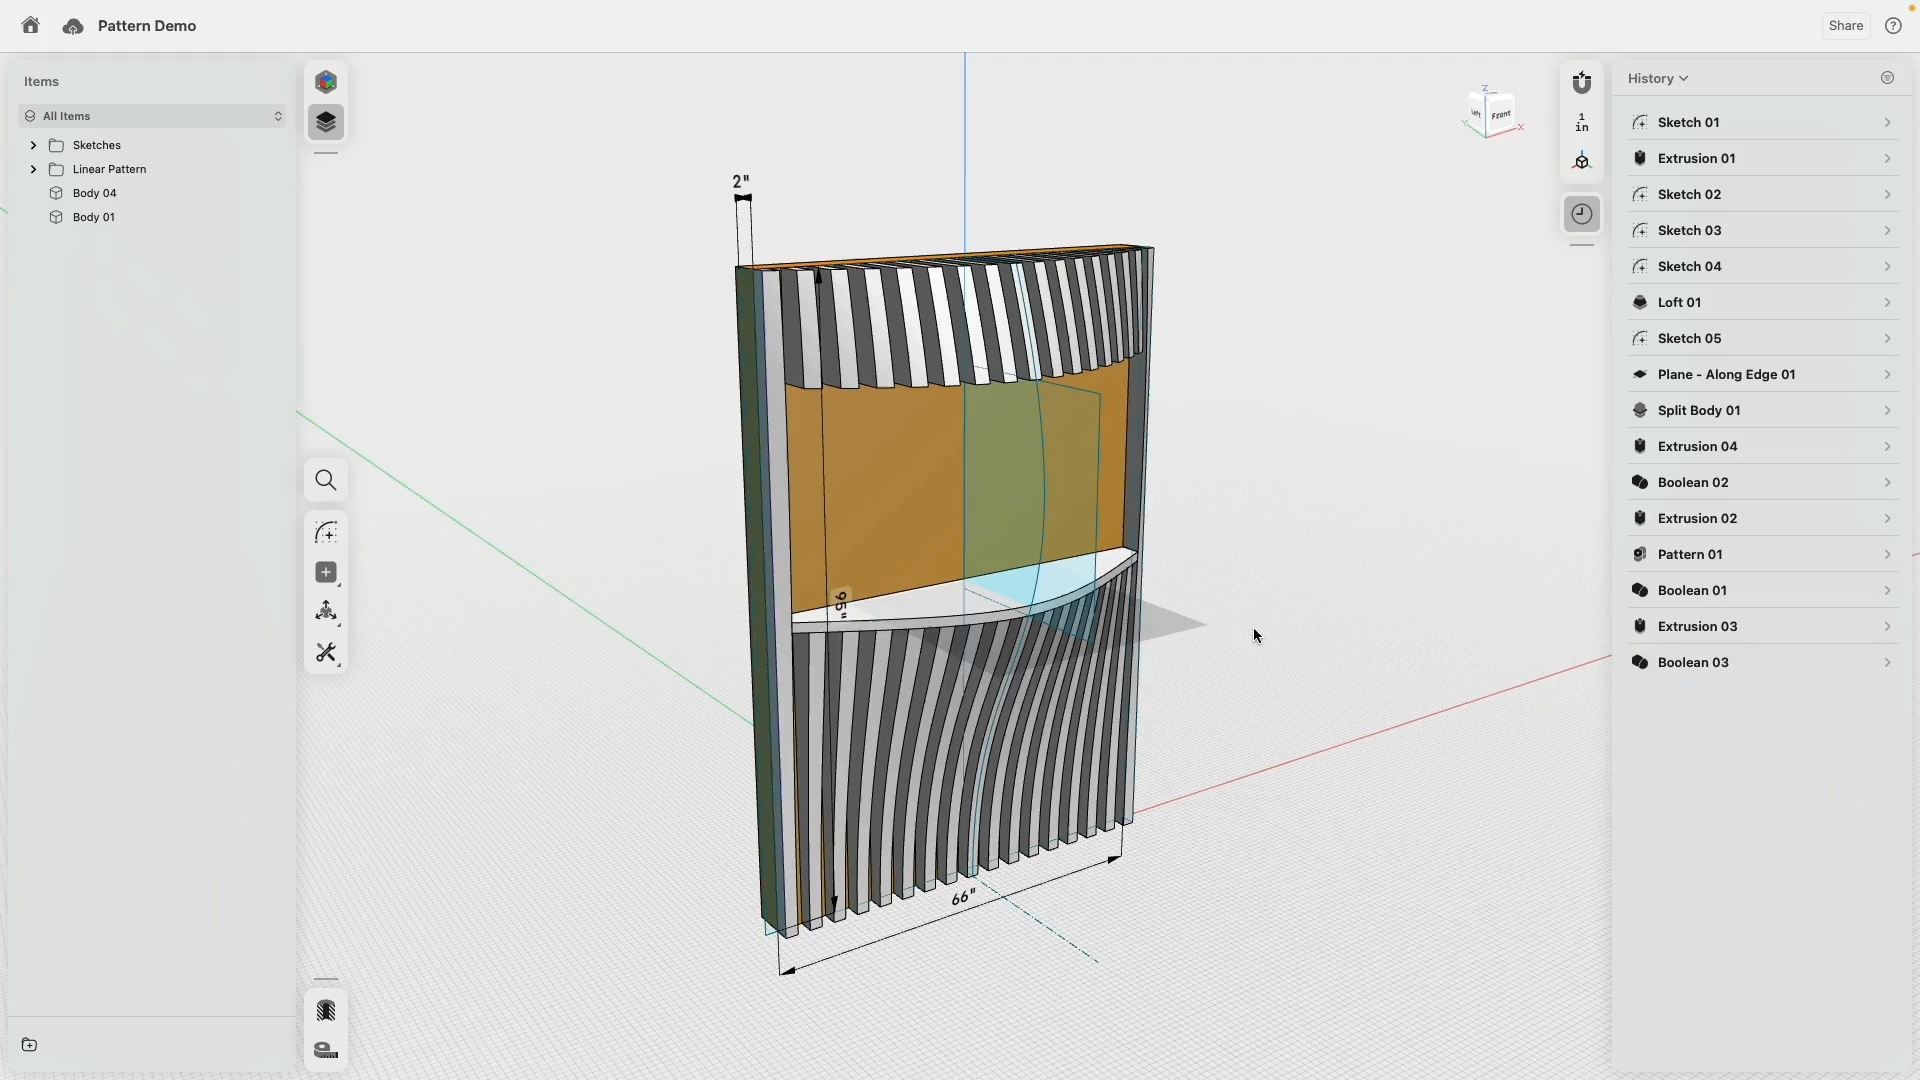 Pattern Demo
Share
Items
All Items
Sketches
Linear Pattern
Body 04
Body 01
2"
95"
66"
Z
Left
Front
Y
X
1
in
History
Sketch 01
Extrusion 01
Sketch 02
Sketch 03
Sketch 04
Loft 01
Sketch 05
Plane - Along Edge 01
Split Body 01
Extrusion 04
Boolean 02
Extrusion 02
Pattern 01
Boolean 01
Extrusion 03
Boolean 03